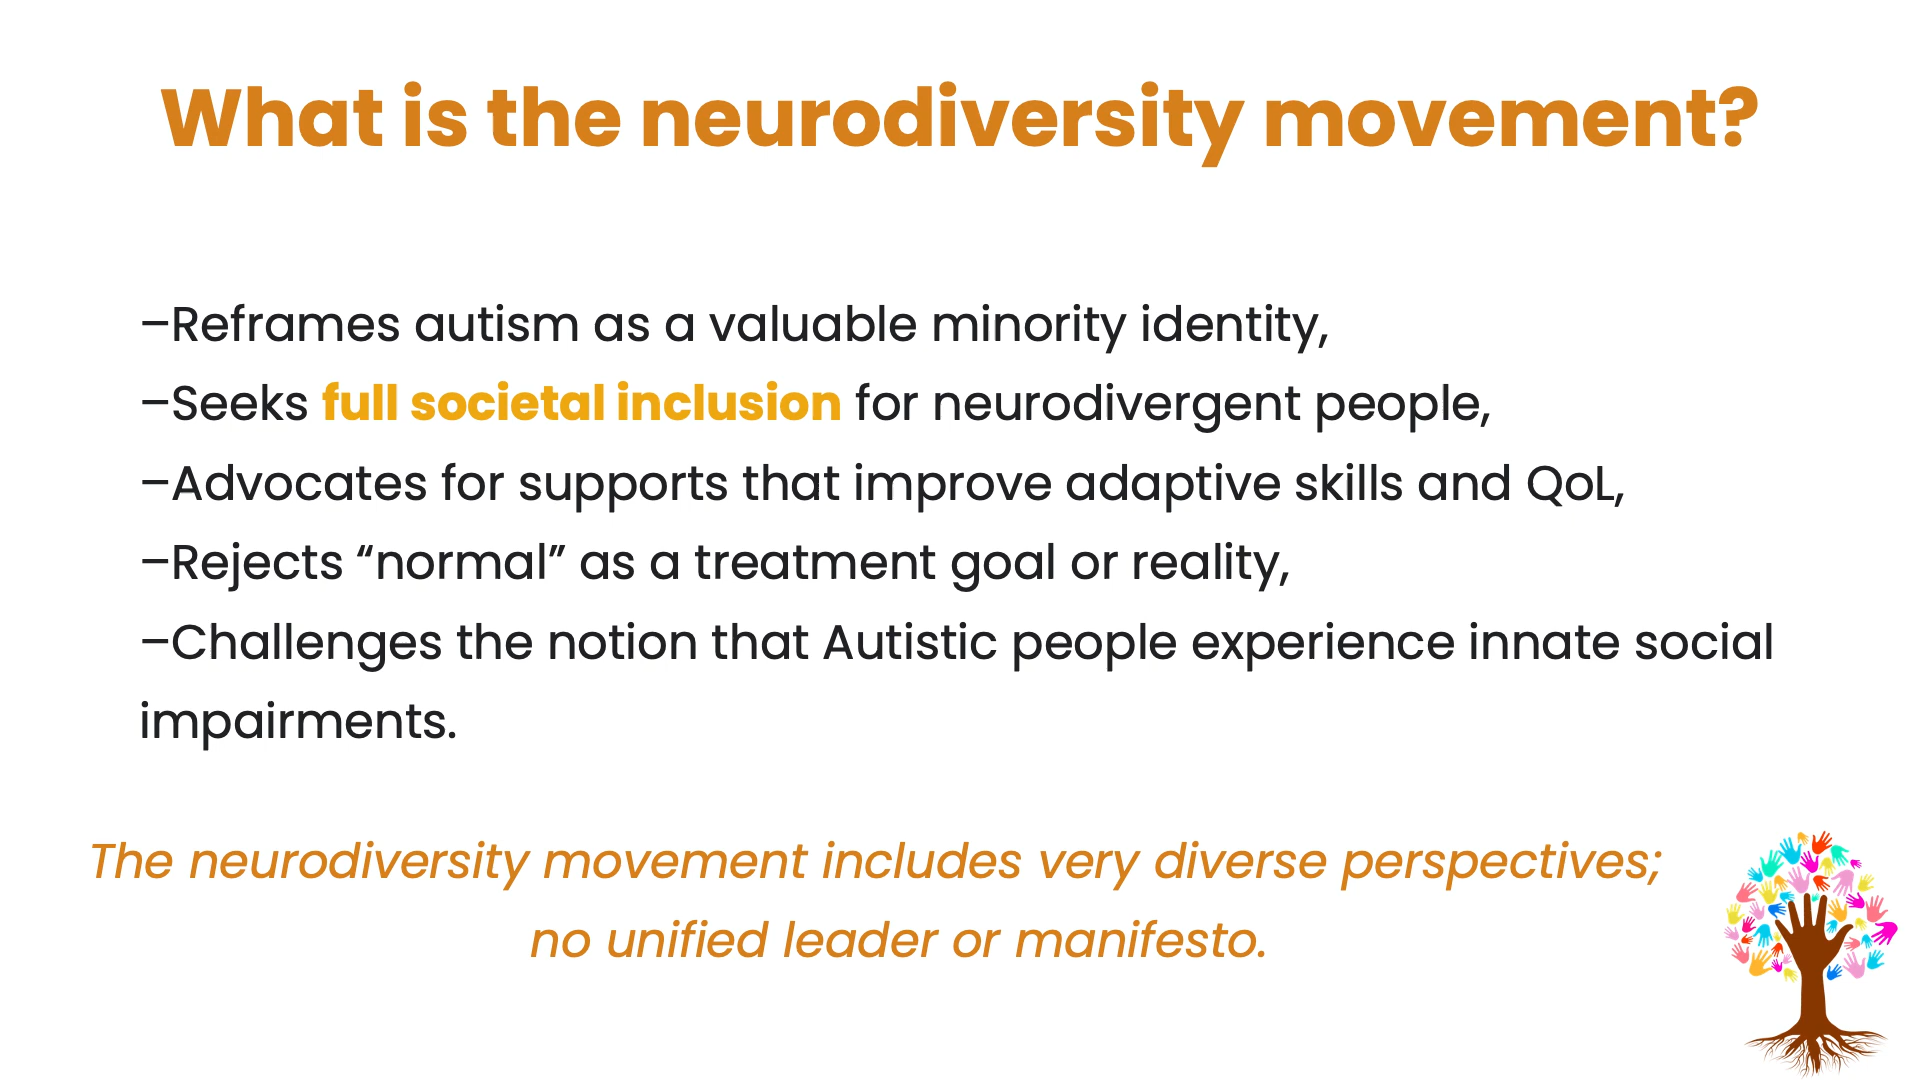 What is the neurodiversity movement?
–Reframes autism as a valuable minority identity,
–Seeks full societal inclusion for neurodivergent people,
–Advocates for supports that improve adaptive skills and QoL,
–Rejects “normal” as a treatment goal or reality,
–Challenges the notion that Autistic people experience innate social
impairments.
The neurodiversity movement includes very diverse perspectives;
no unified leader or manifesto.